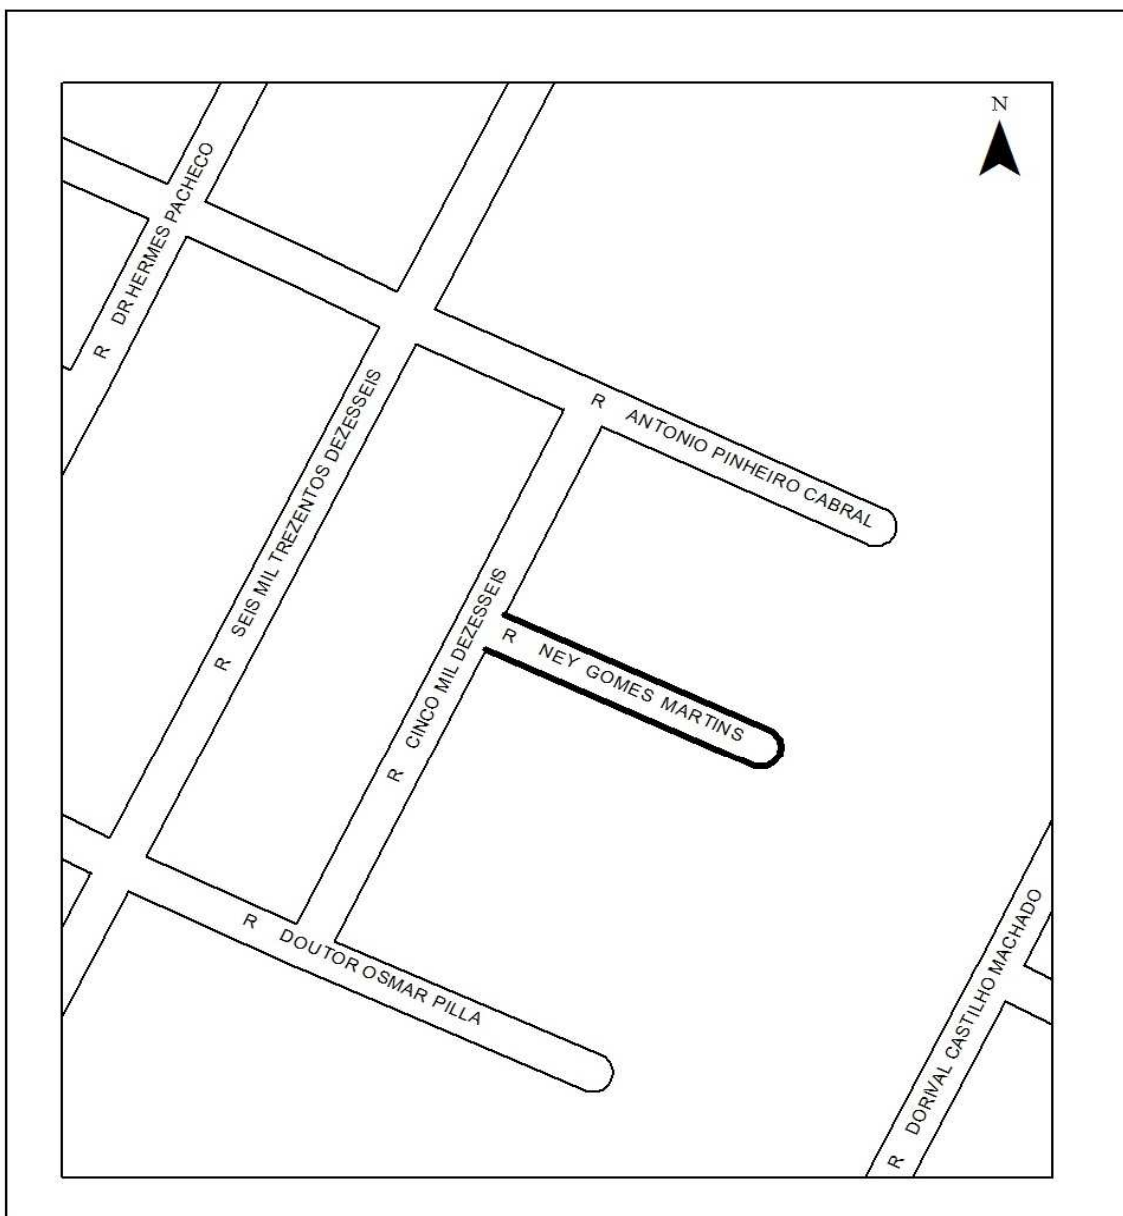 N
R DR HERMES PACHECO
R SEIS MIL TREZENTOS DEZESSEIS
R ANTONIO PINHEIRO CABRAL
R CINCO MIL DEZESSEIS
R NEY GOMES MARTINS
R DOUTOR OSMAR PILLA
R DORIVAL CASTILHO MACHADO